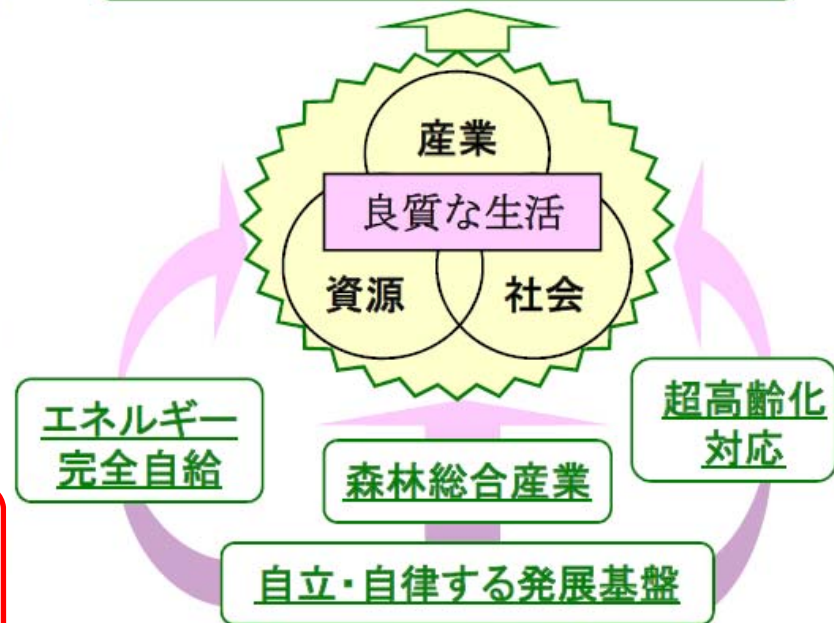 産業
良質な生活
資源
社会
エネルギー
完全自給
超高齢化
対応
森林総合産業
自立・自律する発展基盤